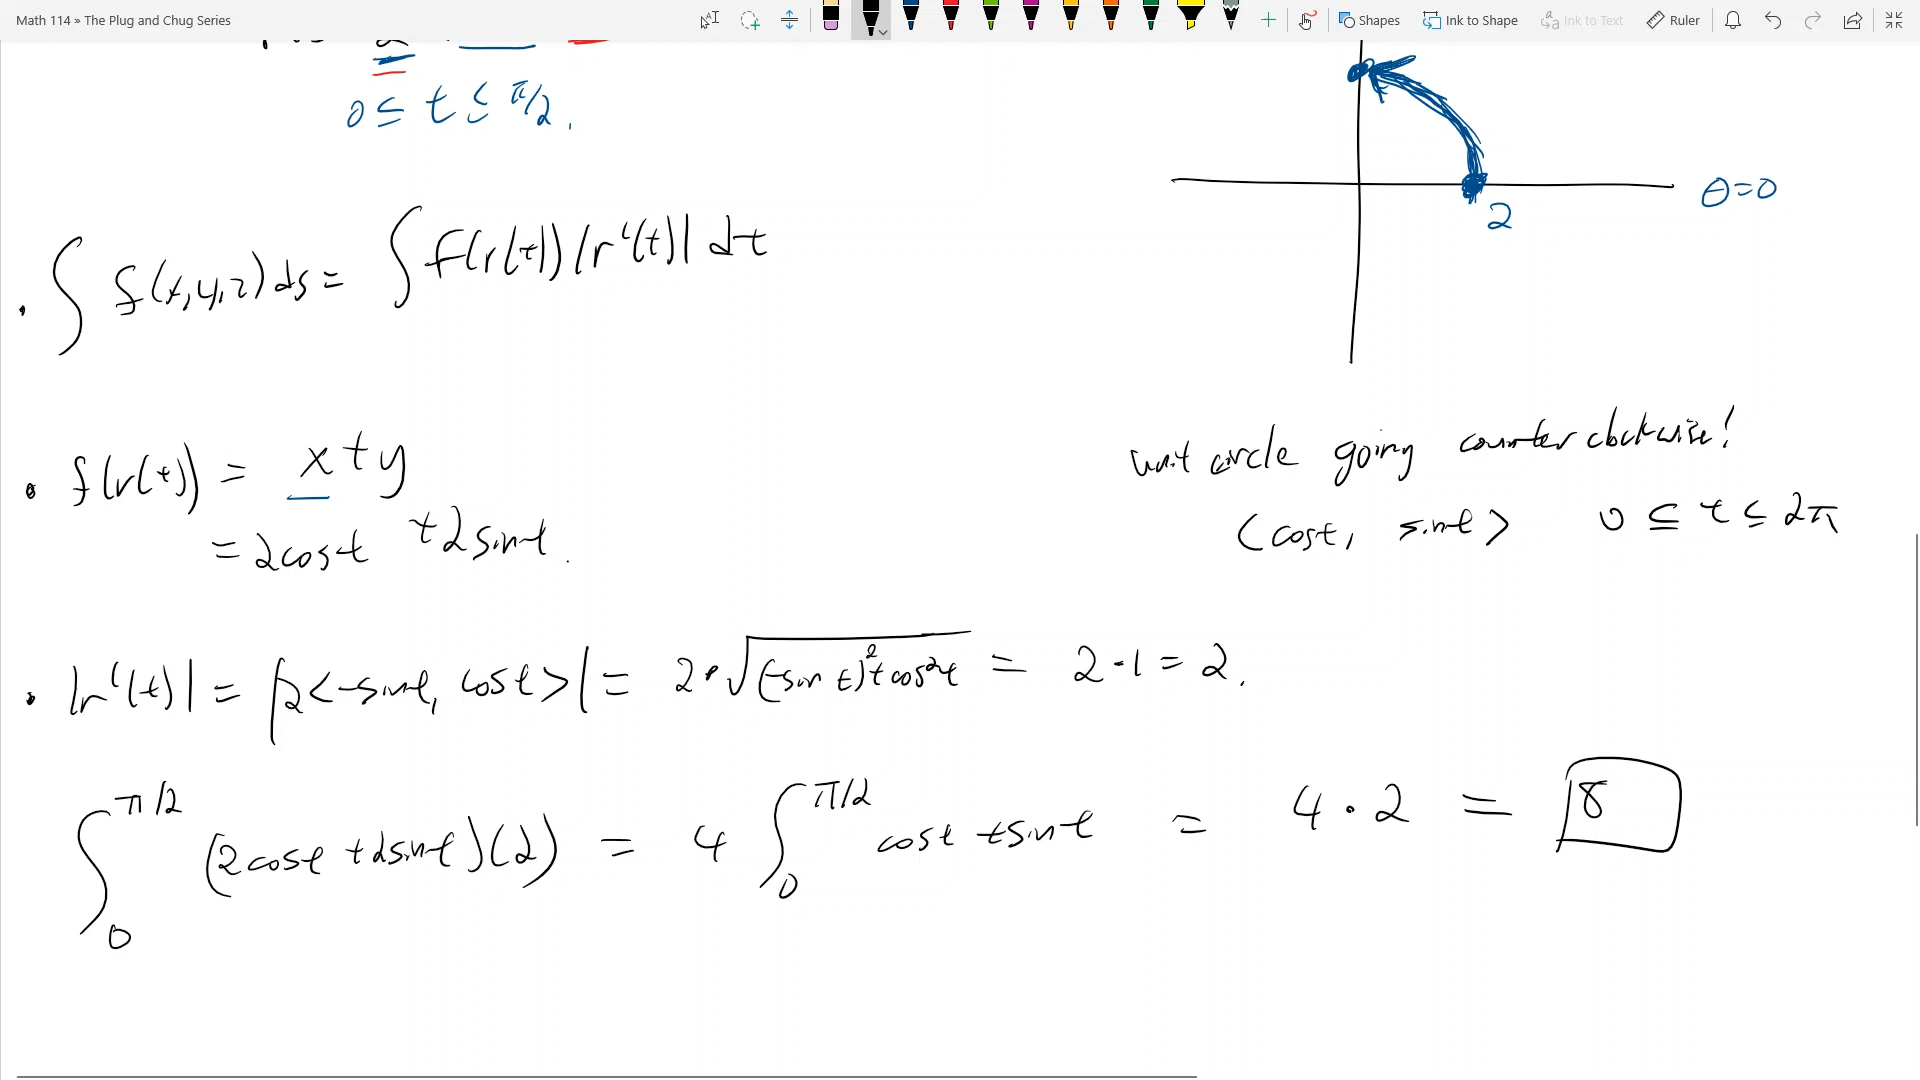 Math 114 » The Plug and Chug Series
Shapes Ink to Shape Ink to Text Ruler
0 ≤ t ≤ π/2.
θ=0
2
∫ f(x,y,z) ds = ∫ f(r(t)) |r'(t)| dt
f(r(t)) = x + y
= 2cost + 2sint.
unit circle going counter clockwise!
<cost, sint> 0 ≤ t ≤ 2π
|r'(t)| = |2<-sint, cost>| = 2·√((-sin t)² + cos²t) = 2·1 = 2.
∫₀^π/2 (2cost + 2sint)(2) = 4 ∫₀^π/2 cost + sint = 4·2 = 8